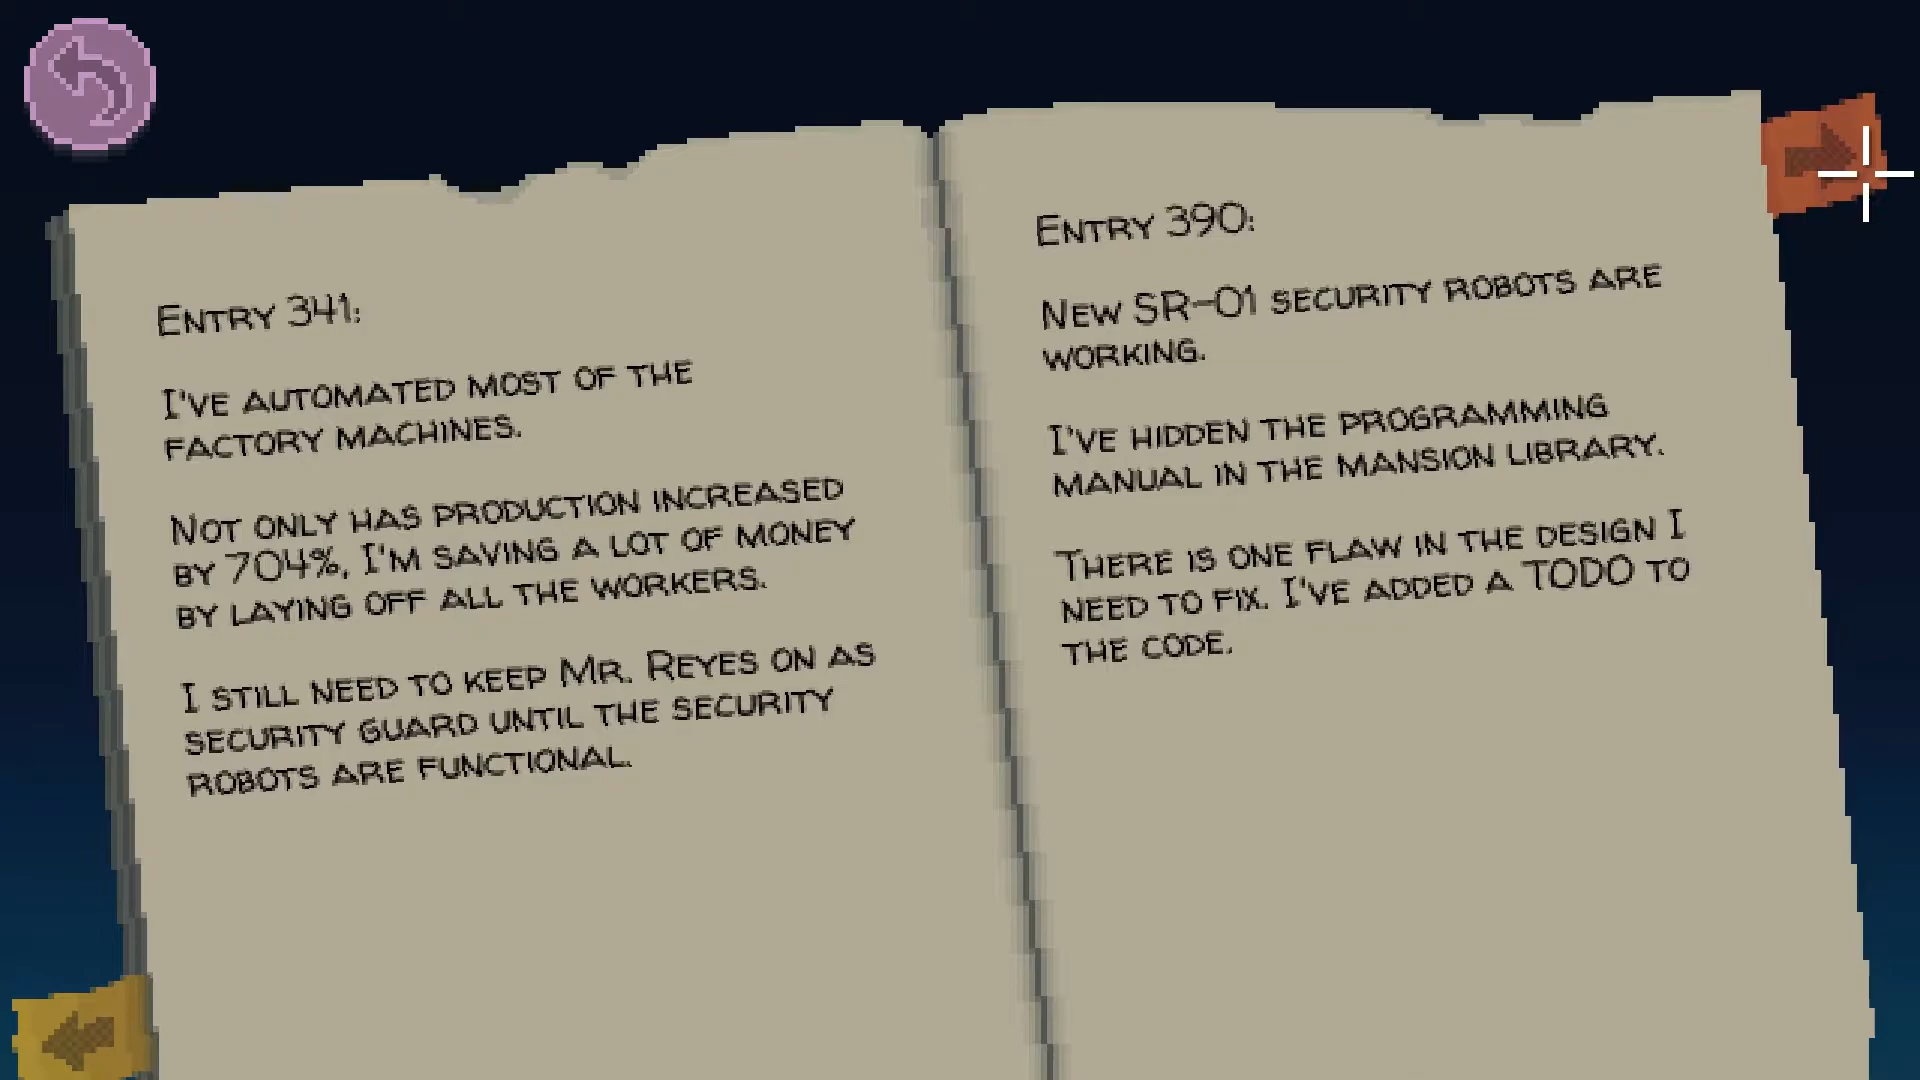 Entry 341:
I've automated most of the
factory machines.
Not only has production increased
by 704%, I'm saving a lot of money
by laying off all the workers.
I still need to keep Mr. Reyes on as
security guard until the security
robots are functional.
Entry 390:
New SR-01 security robots are
working.
I've hidden the programming
manual in the mansion library.
There is one flaw in the design I
need to fix. I've added a TODO to
the code.